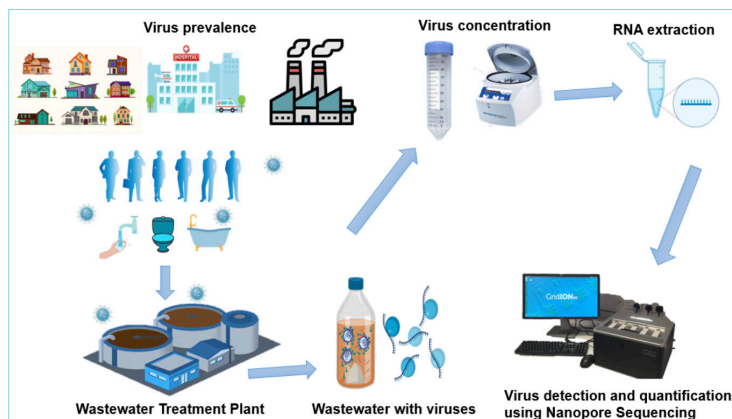 Virus prevalence
Virus concentration
RNA extraction
HOSPITAL
Wastewater Treatment Plant
Wastewater with viruses
GridION
Virus detection and quantification
using Nanopore Sequencing